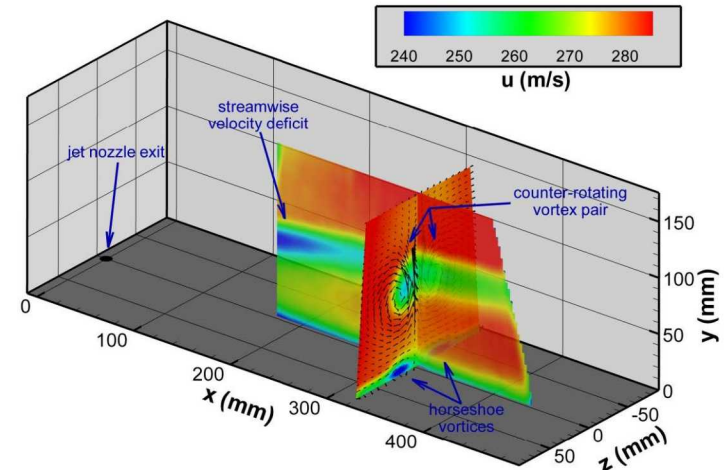 240 250 260 270 280
u (m/s)
streamwise
velocity deficit
jet nozzle exit
counter-rotating
vortex pair
150
100
50
0
y (mm)
0
100
200
300
400
x (mm)
horseshoe
vortices
-50
0
50
z (mm)